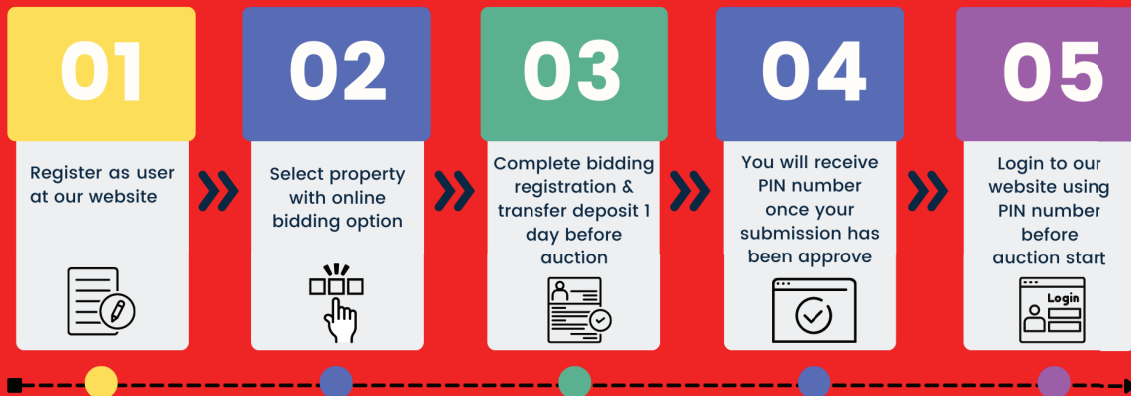 01
Register as user
at our website
02
Select property
with online
bidding option
03
Complete bidding
registration &
transfer deposit 1
day before
auction
04
You will receive
PIN number
once your
submission has
been approve
05
Login to our
website using
PIN number
before
auction start
Login